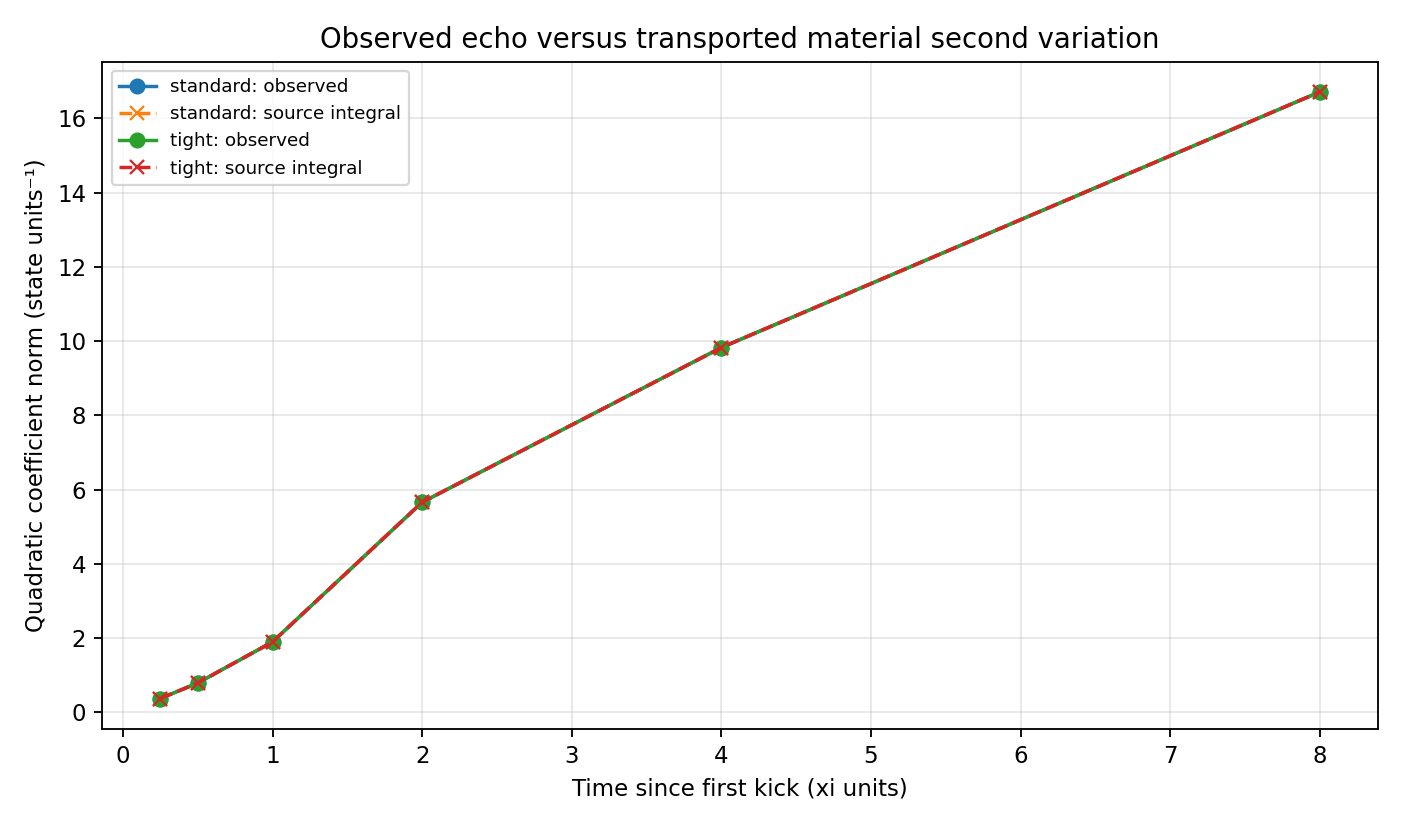 Observed echo versus transported material second variation
standard: observed
standard: source integral
tight: observed
tight: source integral
Quadratic coefficient norm (state units⁻¹)
16
14
12
10
8
6
4
2
0
0 1 2 3 4 5 6 7 8
Time since first kick (xi units)